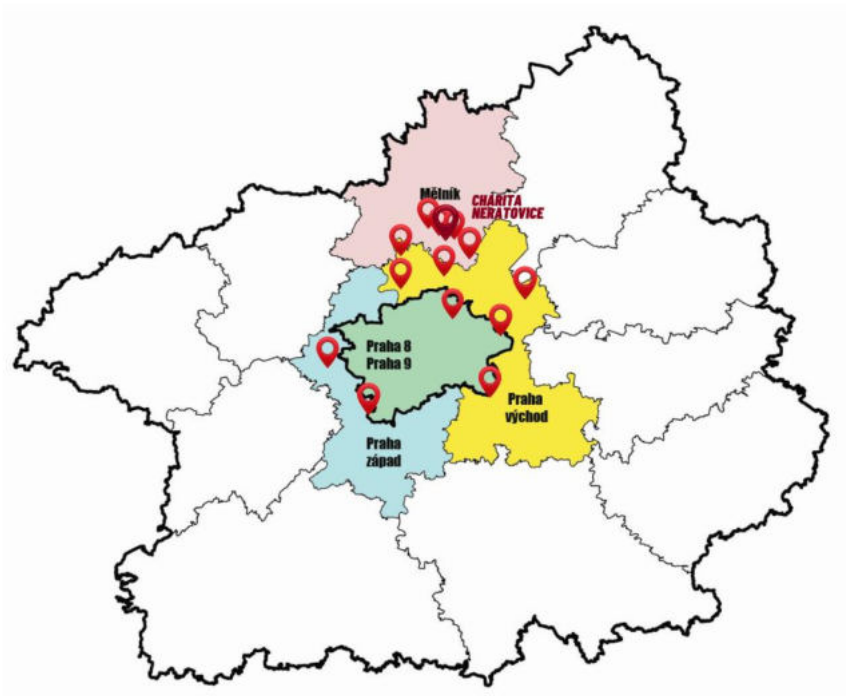 Mělník
CHARITA
NERATOVICE
Praha 8
Praha 9
Praha
východ
Praha
západ